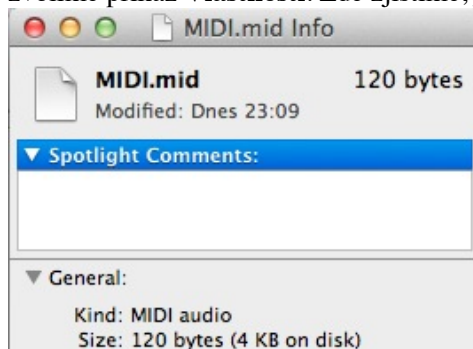 MIDI.mid Info
MIDI.mid 120 bytes
Modified: Dnes 23:09
Spotlight Comments:
General:
Kind: MIDI audio
Size: 120 bytes (4 KB on disk)